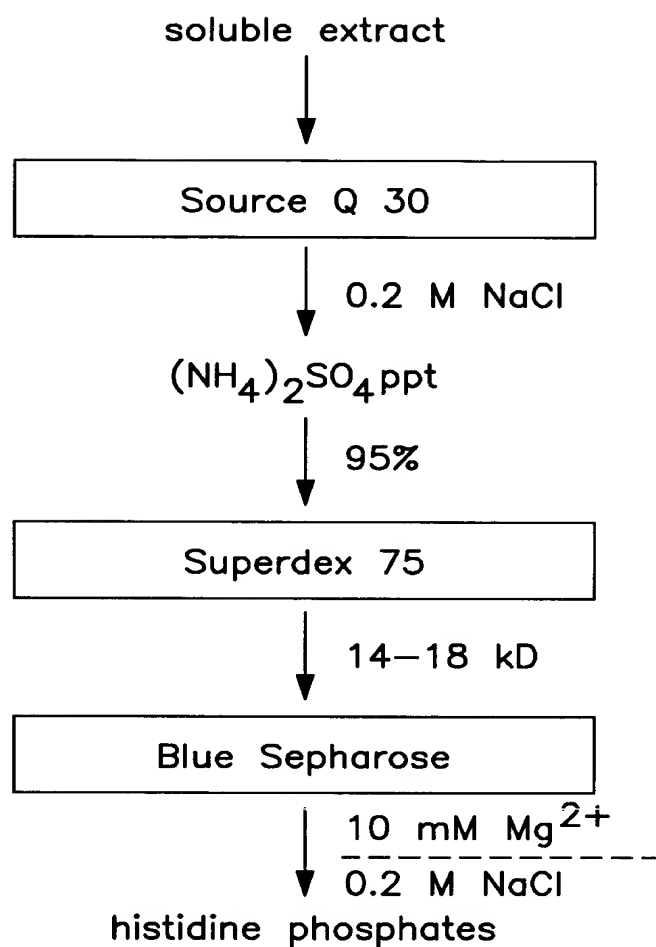 soluble extract
Source Q 30
0.2 M NaCl
(NH₄)₂SO₄ppt
95%
Superdex 75
14–18 kD
Blue Sepharose
10 mM Mg²⁺
0.2 M NaCl
histidine phosphates